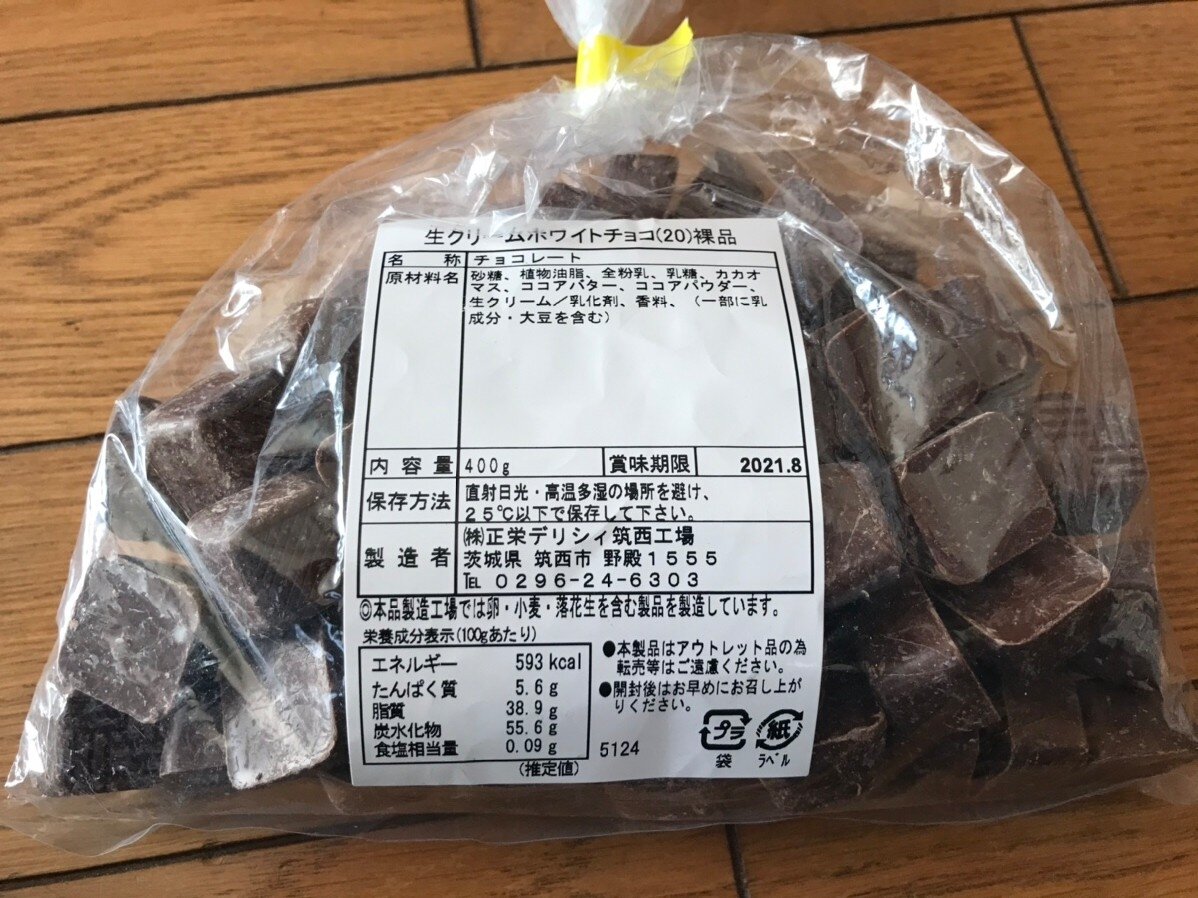 生クリームホワイトチョコ(20)裸品
名称 チョコレート
原材料名 砂糖、植物油脂、全粉乳、乳糖、カカオ
マス、ココアバター、ココアパウダー、
生クリーム／乳化剤、香料、（一部に乳
成分・大豆を含む）
内容量 400g 賞味期限 2021.8
保存方法 直射日光・高温多湿の場所を避け、
25℃以下で保存して下さい。
製造者 ㈱正栄デリシィ筑西工場
茨城県 筑西市 野殿1555
℡ 0296-24-6303
◎本品製造工場では卵・小麦・落花生を含む製品を製造しています。
栄養成分表示(100gあたり)
エネルギー 593 kcal
たんぱく質 5.6 g
脂質 38.9 g
炭水化物 55.6 g
食塩相当量 0.09 g
(推定値)
●本製品はアウトレット品の為
転売等はご遠慮ください。
●開封後はお早めにお召し上が
りください。
5124
プラ 紙
袋 ラベル